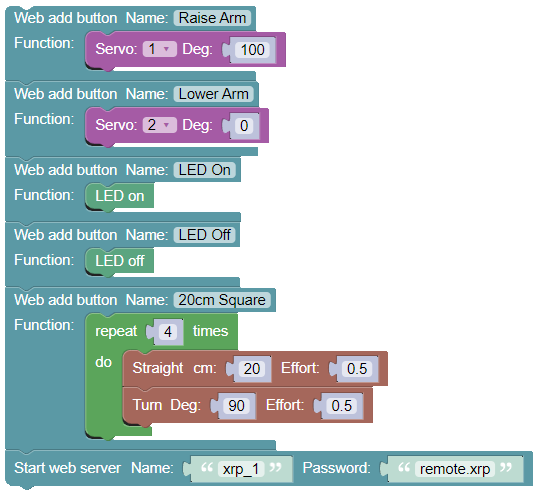 Web add button Name: Raise Arm
Function: Servo: 1 Deg: 100
Web add button Name: Lower Arm
Function: Servo: 2 Deg: 0
Web add button Name: LED On
Function: LED on
Web add button Name: LED Off
Function: LED off
Web add button Name: 20cm Square
Function: repeat 4 times
do Straight cm: 20 Effort: 0.5
Turn Deg: 90 Effort: 0.5
Start web server Name: “ xrp_1 ” Password: “ remote.xrp ”